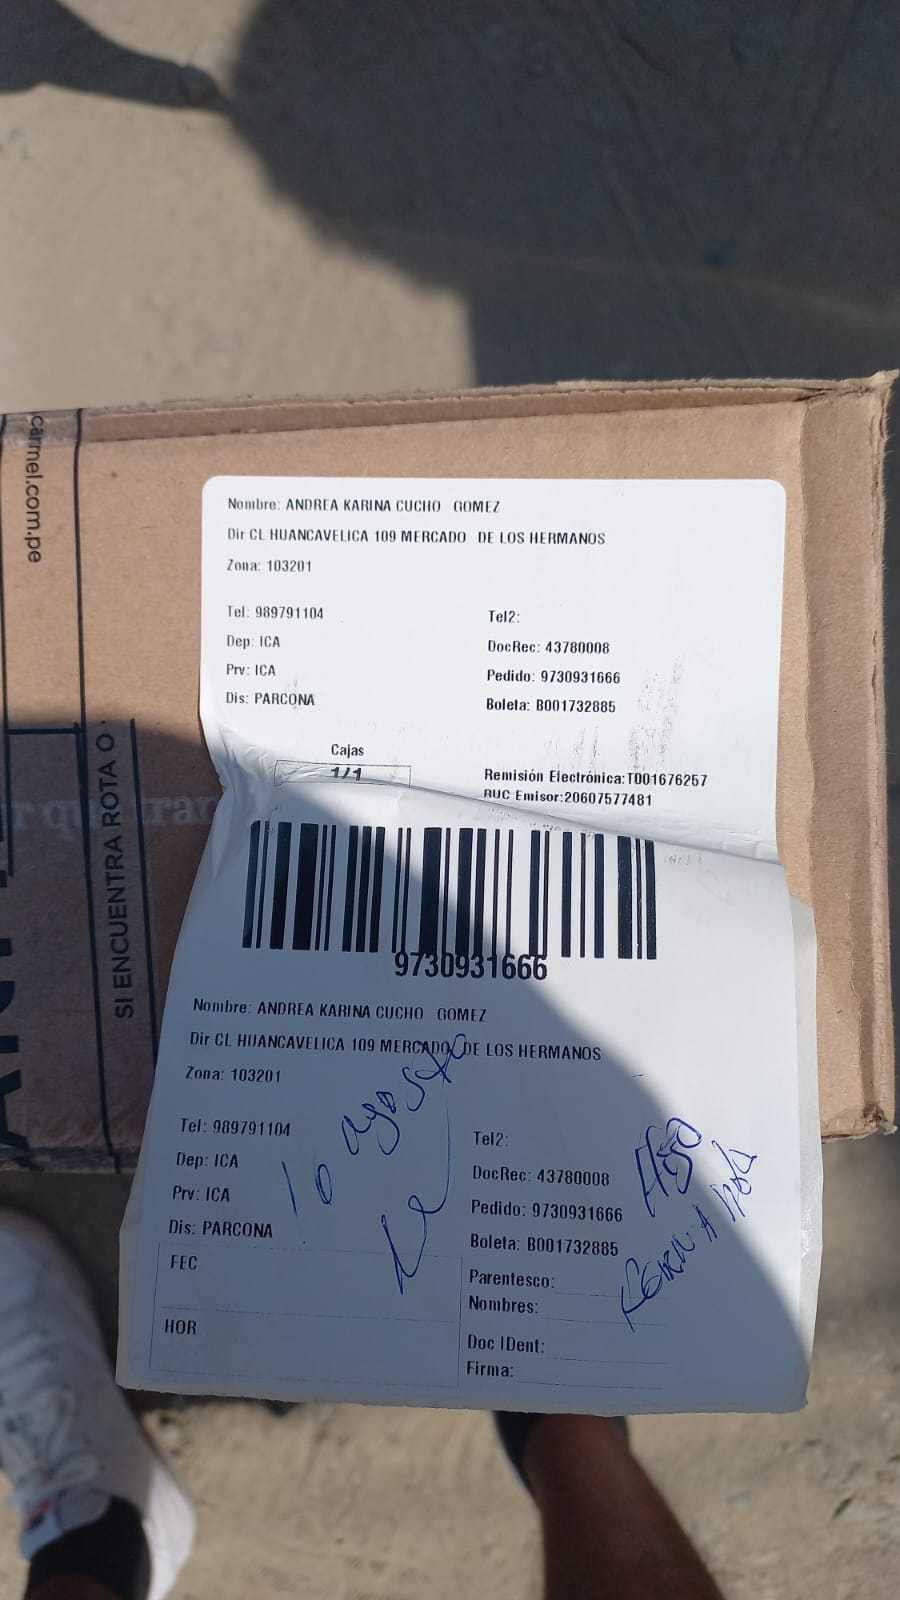 carmel.com.pe
SI ENCUENTRA ROTA O
Nombre: ANDREA KARINA CUCHO GOMEZ
Dir CL HUANCAVELICA 109 MERCADO DE LOS HERMANOS
Zona: 103201
Tel: 989791104
Tel2:
Dep: ICA
DocRec: 43780008
Prv: ICA
Pedido: 9730931666
Dis: PARCONA
Boleta: B001732885
Cajas
1/1
Remisión Electrónica:T001676257
RUC Emisor:20607577481
9730931666
Nombre: ANDREA KARINA CUCHO GOMEZ
Dir CL HUANCAVELICA 109 MERCADO DE LOS HERMANOS
Zona: 103201
Tel: 989791104
Tel2:
Dep: ICA
DocRec: 43780008
Prv: ICA
Pedido: 9730931666
Dis: PARCONA
Boleta: B001732885
10 agosto
FEC
Parentesco:
Nombres:
HOR
Doc IDent:
Firma: